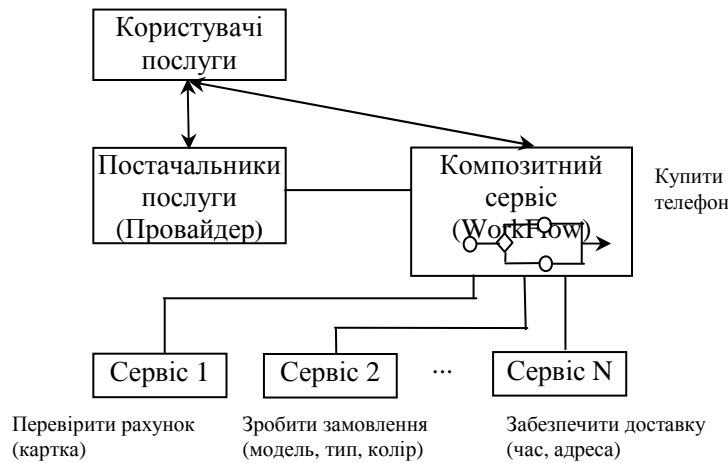 Користувачі
послуги
Постачальники
послуги
(Провайдер)
Композитний
сервіс
(WorkFlow)
Купити
телефон
Сервіс 1
Сервіс 2
...
Сервіс N
Перевірити рахунок
(картка)
Зробити замовлення
(модель, тип, колір)
Забезпечити доставку
(час, адреса)